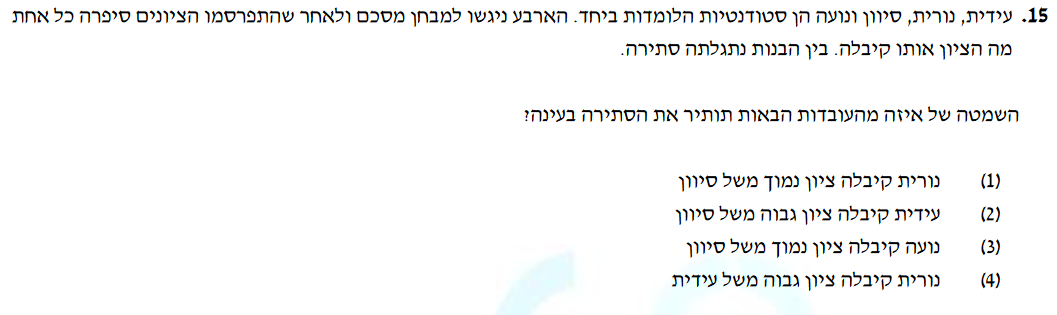 15. עידית, נורית, סיוון ונועה הן סטודנטיות הלומדות ביחד. הארבע ניגשו למבחן מסכם ולאחר שהתפרסמו הציונים סיפרה כל אחת
מה הציון אותו קיבלה. בין הבנות נתגלתה סתירה.
השמטה של איזה מהעובדות הבאות תותיר את הסתירה בעינה?
(1) נורית קיבלה ציון נמוך משל סיוון
(2) עידית קיבלה ציון גבוה משל סיוון
(3) נועה קיבלה ציון נמוך משל סיוון
(4) נורית קיבלה ציון גבוה משל עידית